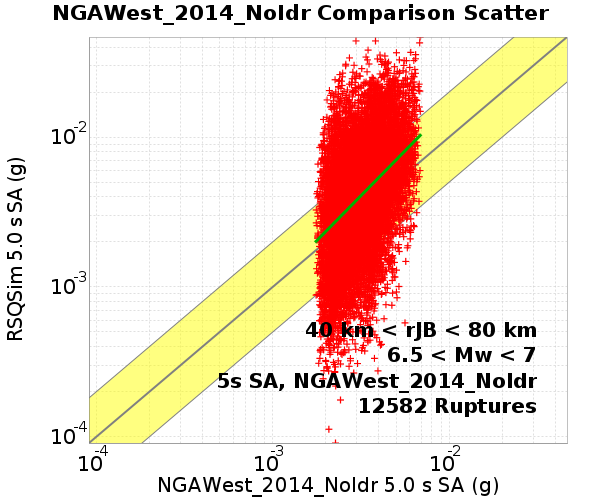 NGAWest_2014_NoIdr Comparison Scatter
RSQSim 5.0 s SA (g)
10-2
10-3
10-4
40 km < rJB < 80 km
6.5 < Mw < 7
5s SA, NGAWest_2014_NoIdr
12582 Ruptures
10-4 10-3 10-2
NGAWest_2014_NoIdr 5.0 s SA (g)